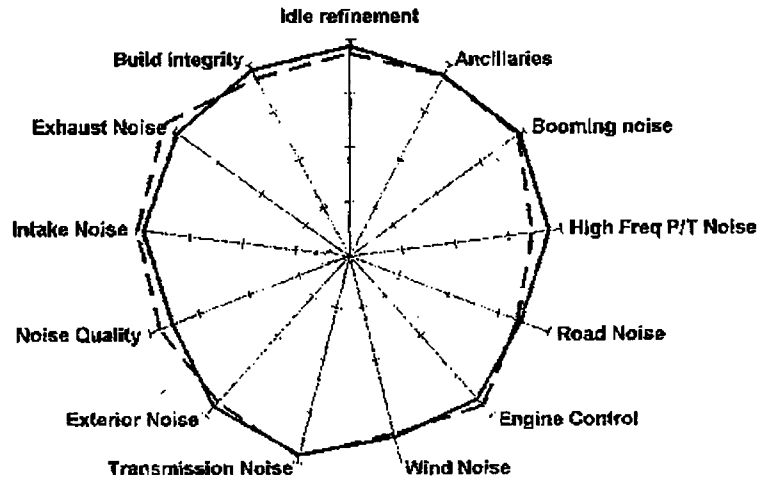 Idle refinement
Build integrity
Ancillaries
Exhaust Noise
Booming noise
Intake Noise
High Freq P/T Noise
Noise Quality
Road Noise
Exterior Noise
Engine Control
Transmission Noise
Wind Noise